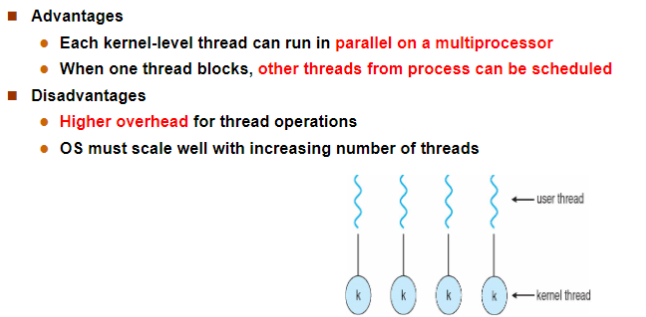 Advantages
Each kernel-level thread can run in parallel on a multiprocessor
When one thread blocks, other threads from process can be scheduled
Disadvantages
Higher overhead for thread operations
OS must scale well with increasing number of threads
user thread
k k k k
kernel thread